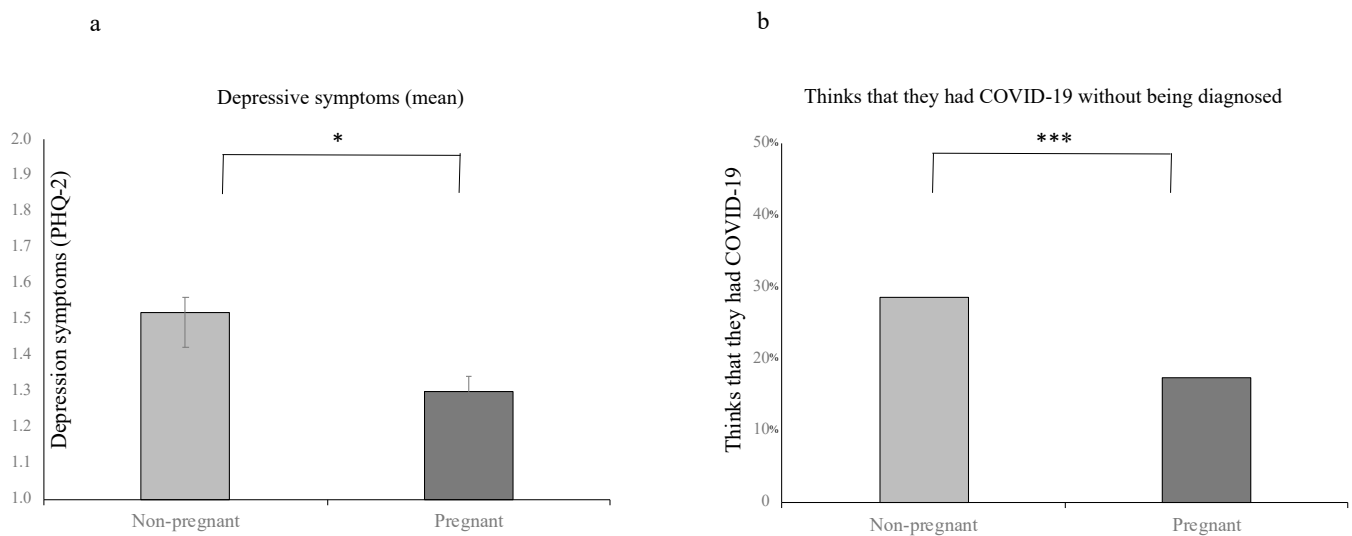 a
Depressive symptoms (mean)
*
Depression symptoms (PHQ-2)
2.0
1.9
1.8
1.7
1.6
1.5
1.4
1.3
1.2
1.1
1.0
Non-pregnant
Pregnant
b
Thinks that they had COVID-19 without being diagnosed
***
Thinks that they had COVID-19
50%
40%
30%
20%
10%
0
Non-pregnant
Pregnant